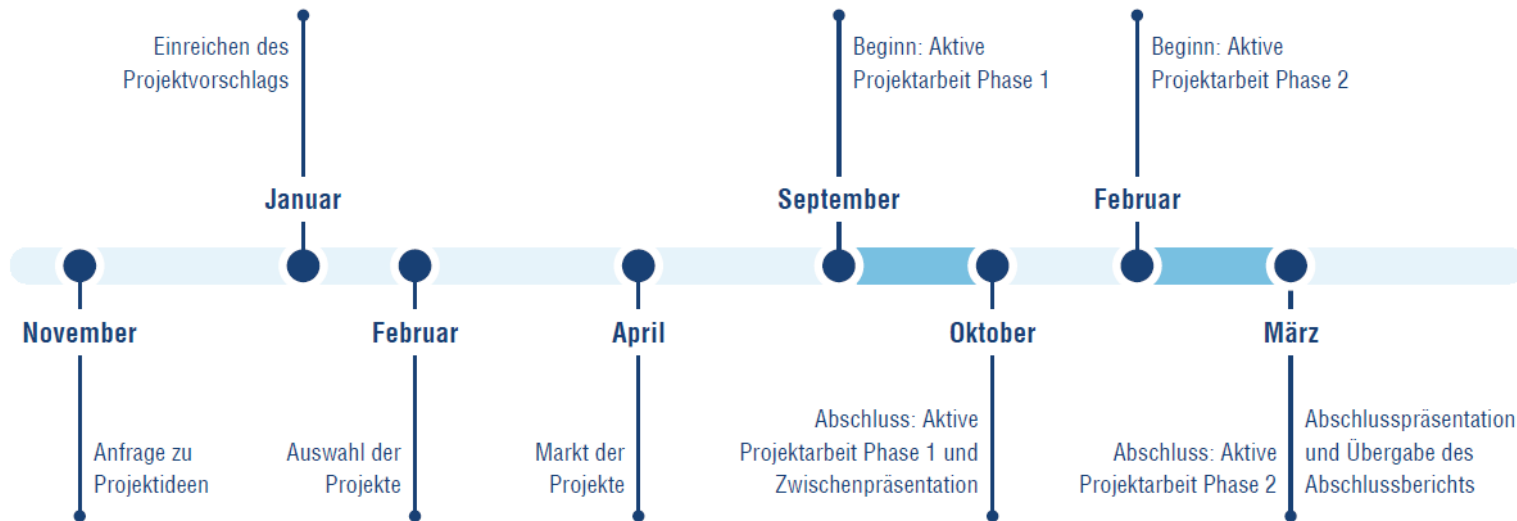 Einreichen des
Projektvorschlags
Januar
Beginn: Aktive
Projektarbeit Phase 1
September
Beginn: Aktive
Projektarbeit Phase 2
Februar
November
Anfrage zu
Projektideen
Februar
Auswahl der
Projekte
April
Markt der
Projekte
Oktober
Abschluss: Aktive
Projektarbeit Phase 1 und
Zwischenpräsentation
März
Abschluss: Aktive
Projektarbeit Phase 2
Abschlusspräsentation
und Übergabe des
Abschlussberichts